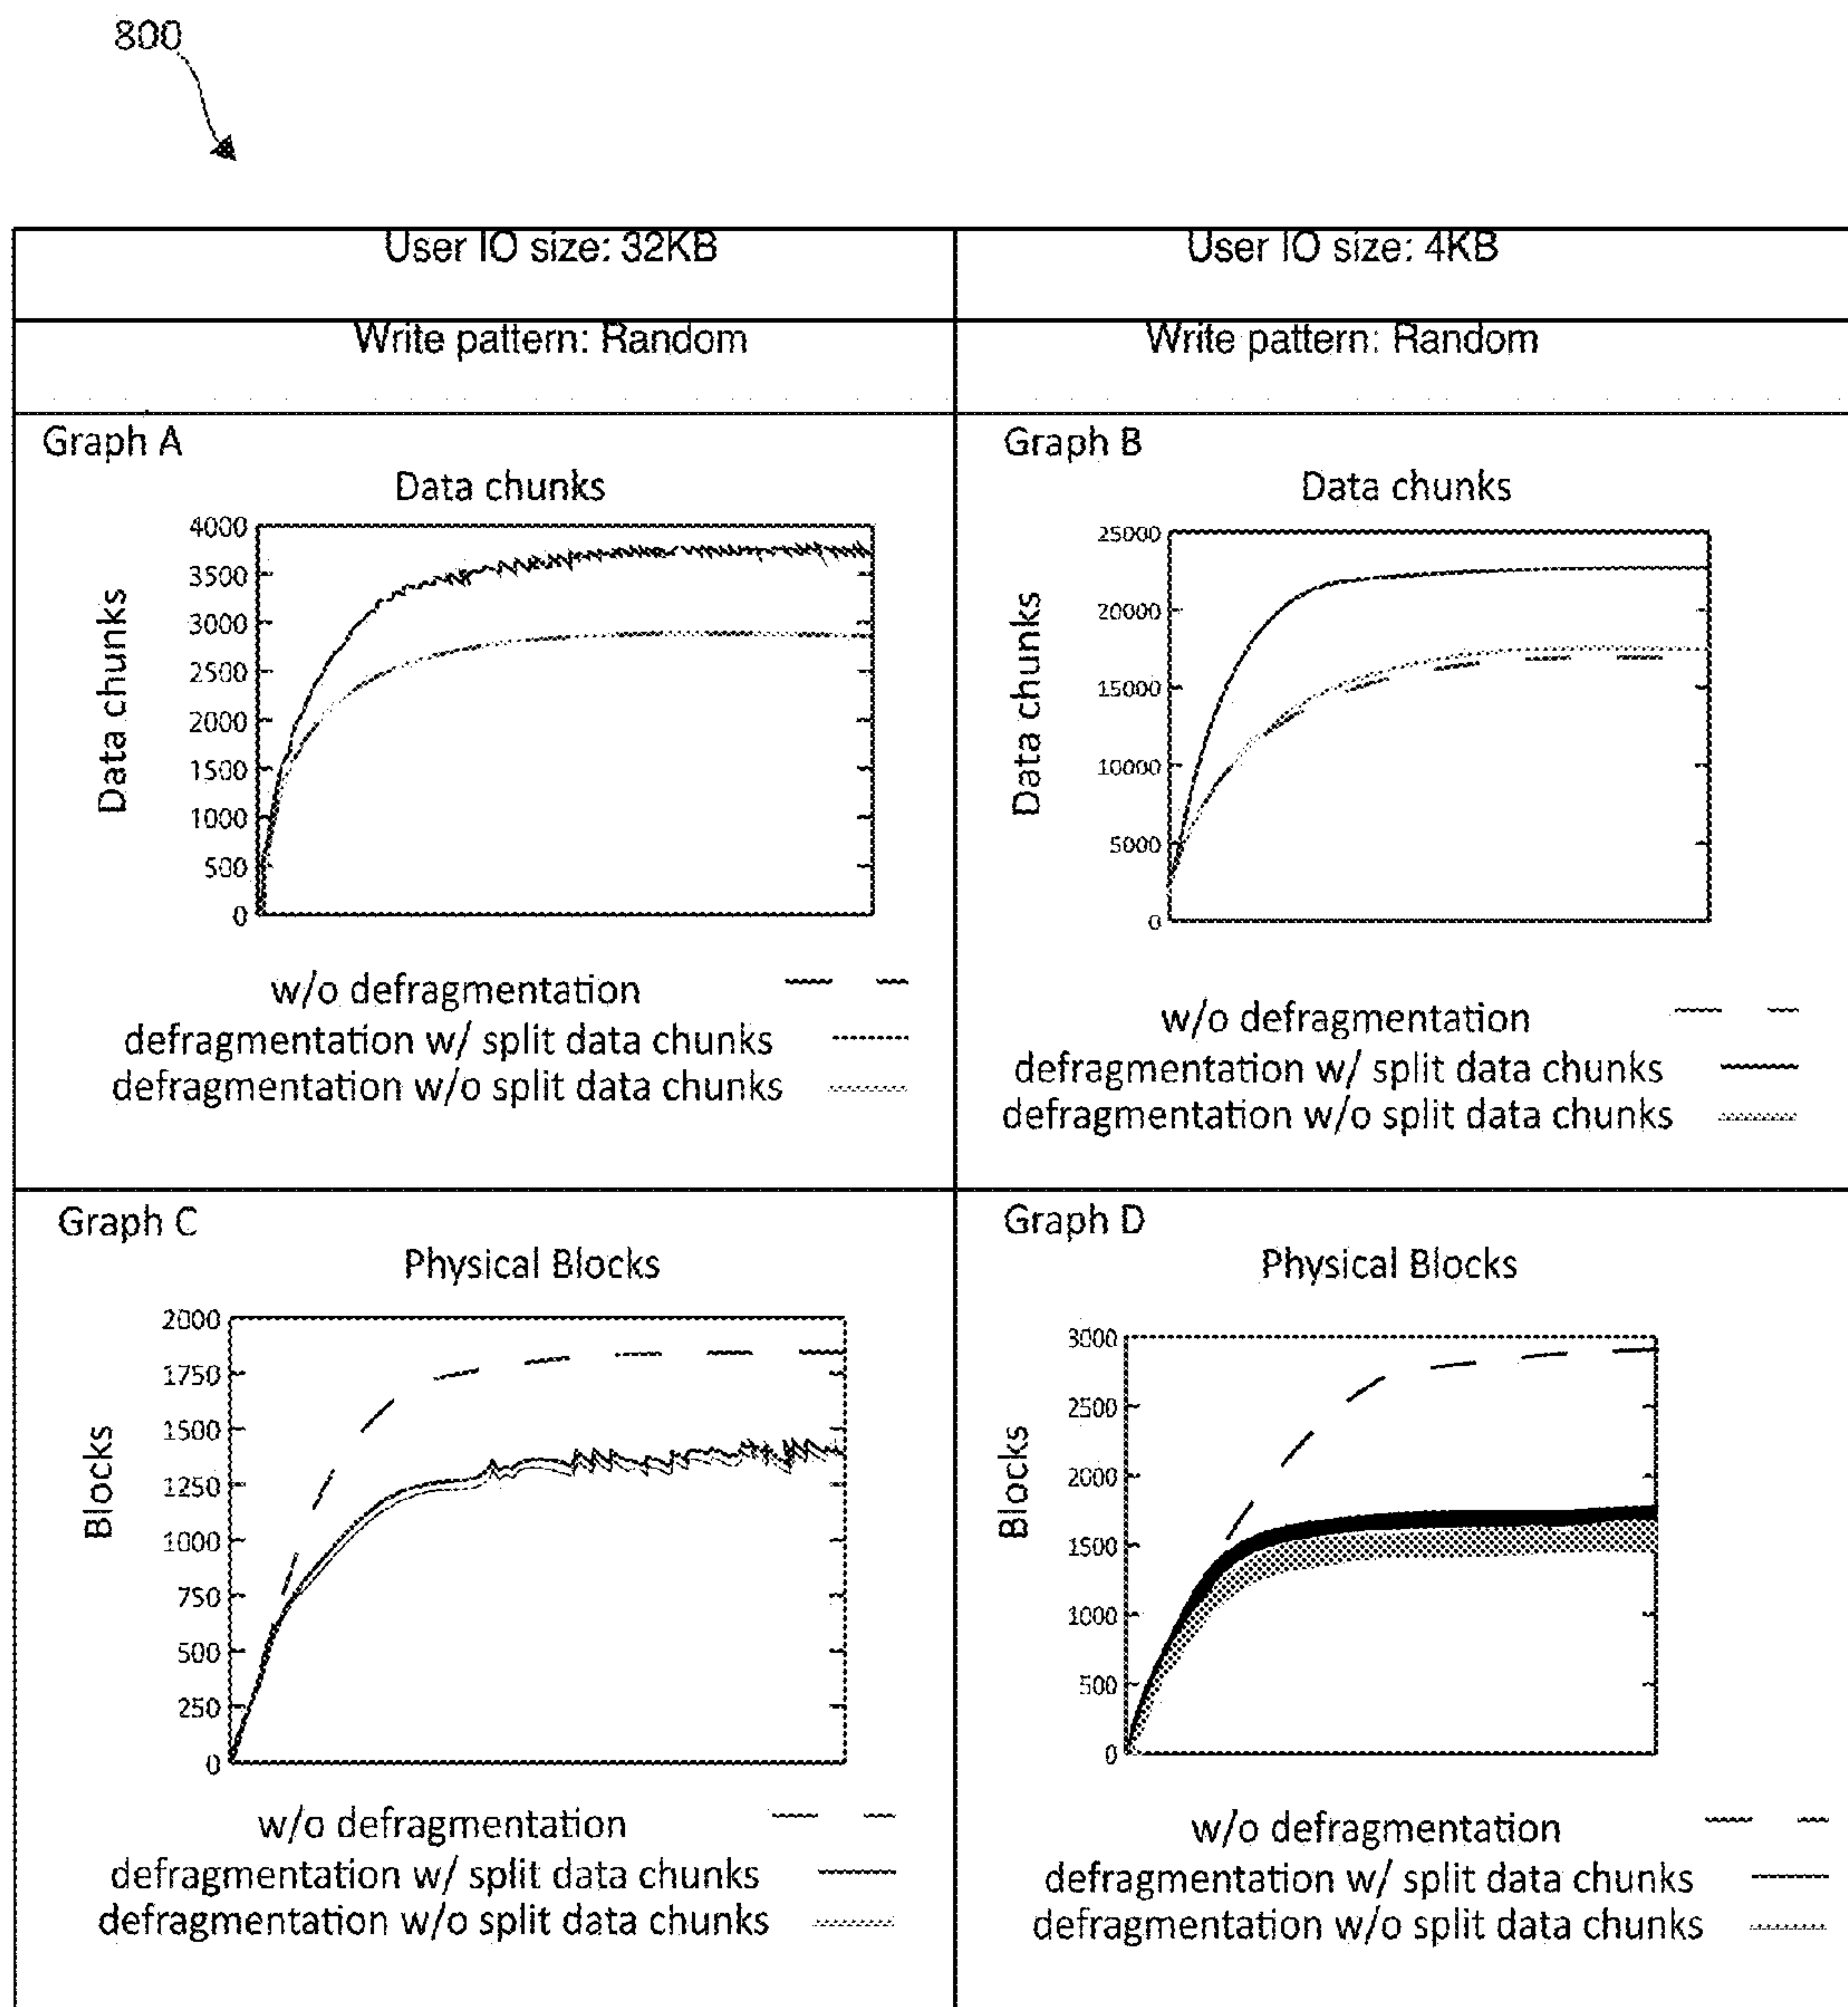 800
User IO size: 32KB
User IO size: 4KB
Write pattern: Random
Write pattern: Random
Graph A
Data chunks
Data chunks
4000
3500
3000
2500
2000
1500
1000
500
0
w/o defragmentation
defragmentation w/ split data chunks
defragmentation w/o split data chunks
Graph B
Data chunks
Data chunks
25000
20000
15000
10000
5000
0
w/o defragmentation
defragmentation w/ split data chunks
defragmentation w/o split data chunks
Graph C
Physical Blocks
Blocks
2000
1750
1500
1250
1000
750
500
250
0
w/o defragmentation
defragmentation w/ split data chunks
defragmentation w/o split data chunks
Graph D
Physical Blocks
Blocks
3000
2500
2000
1500
1000
500
0
w/o defragmentation
defragmentation w/ split data chunks
defragmentation w/o split data chunks